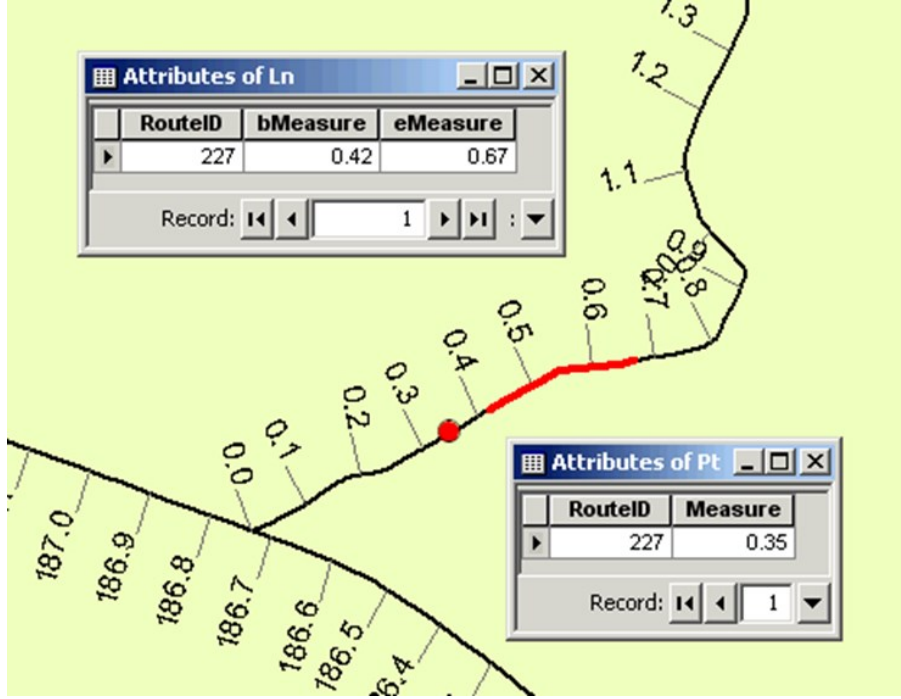 1.3
1.2
Attributes of Ln
RouteID bMeasure eMeasure
227 0.42 0.67
Record: 1 :
1.1
0.9
0.8
0.7
0.6
0.5
0.4
0.3
0.2
0.1
0.0
187.0
186.9
186.8
186.7
186.6
186.5
Attributes of Pt
RouteID Measure
227 0.35
Record: 1